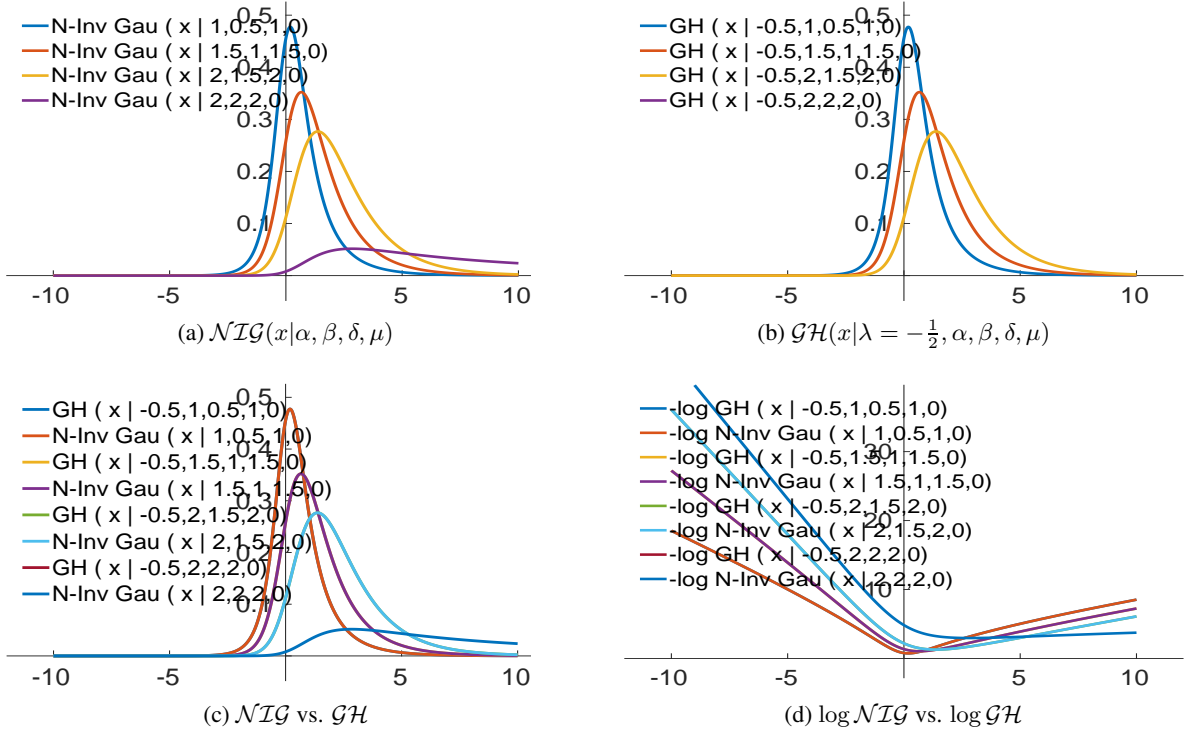 0.5
N-Inv Gau ( x | 1,0.5,1,0)
N-Inv Gau ( x | 1.5,1,1.5,0)
0.4
N-Inv Gau ( x | 2,1.5,2,0)
N-Inv Gau ( x | 2,2,2,0)
0.3
0.2
0.1
-10 -5 5 10
(a) 𝒩ℐ𝒢(x|α, β, δ, μ)
0.5
GH ( x | -0.5,1,0.5,1,0)
GH ( x | -0.5,1.5,1,1.5,0)
0.4
GH ( x | -0.5,2,1.5,2,0)
GH ( x | -0.5,2,2,2,0)
0.3
0.2
0.1
-10 -5 5 10
(b) 𝒢ℋ(x|λ = −1/2, α, β, δ, μ)
0.5
GH ( x | -0.5,1,0.5,1,0)
N-Inv Gau ( x | 1,0.5,1,0)
0.4
GH ( x | -0.5,1.5,1,1.5,0)
N-Inv Gau ( x | 1.5,1,1.5,0)
0.3
GH ( x | -0.5,2,1.5,2,0)
N-Inv Gau ( x | 2,1.5,2,0)
0.2
GH ( x | -0.5,2,2,2,0)
N-Inv Gau ( x | 2,2,2,0)
0.1
-10 -5 5 10
(c) 𝒩ℐ𝒢 vs. 𝒢ℋ
-log GH ( x | -0.5,1,0.5,1,0)
-log N-Inv Gau ( x | 1,0.5,1,0)
30
-log GH ( x | -0.5,1.5,1,1.5,0)
-log N-Inv Gau ( x | 1.5,1,1.5,0)
-log GH ( x | -0.5,2,1.5,2,0)
20
-log N-Inv Gau ( x | 2,1.5,2,0)
-log GH ( x | -0.5,2,2,2,0)
-log N-Inv Gau ( x | 2,2,2,0)
10
-10 -5 5 10
(d) log 𝒩ℐ𝒢 vs. log 𝒢ℋ